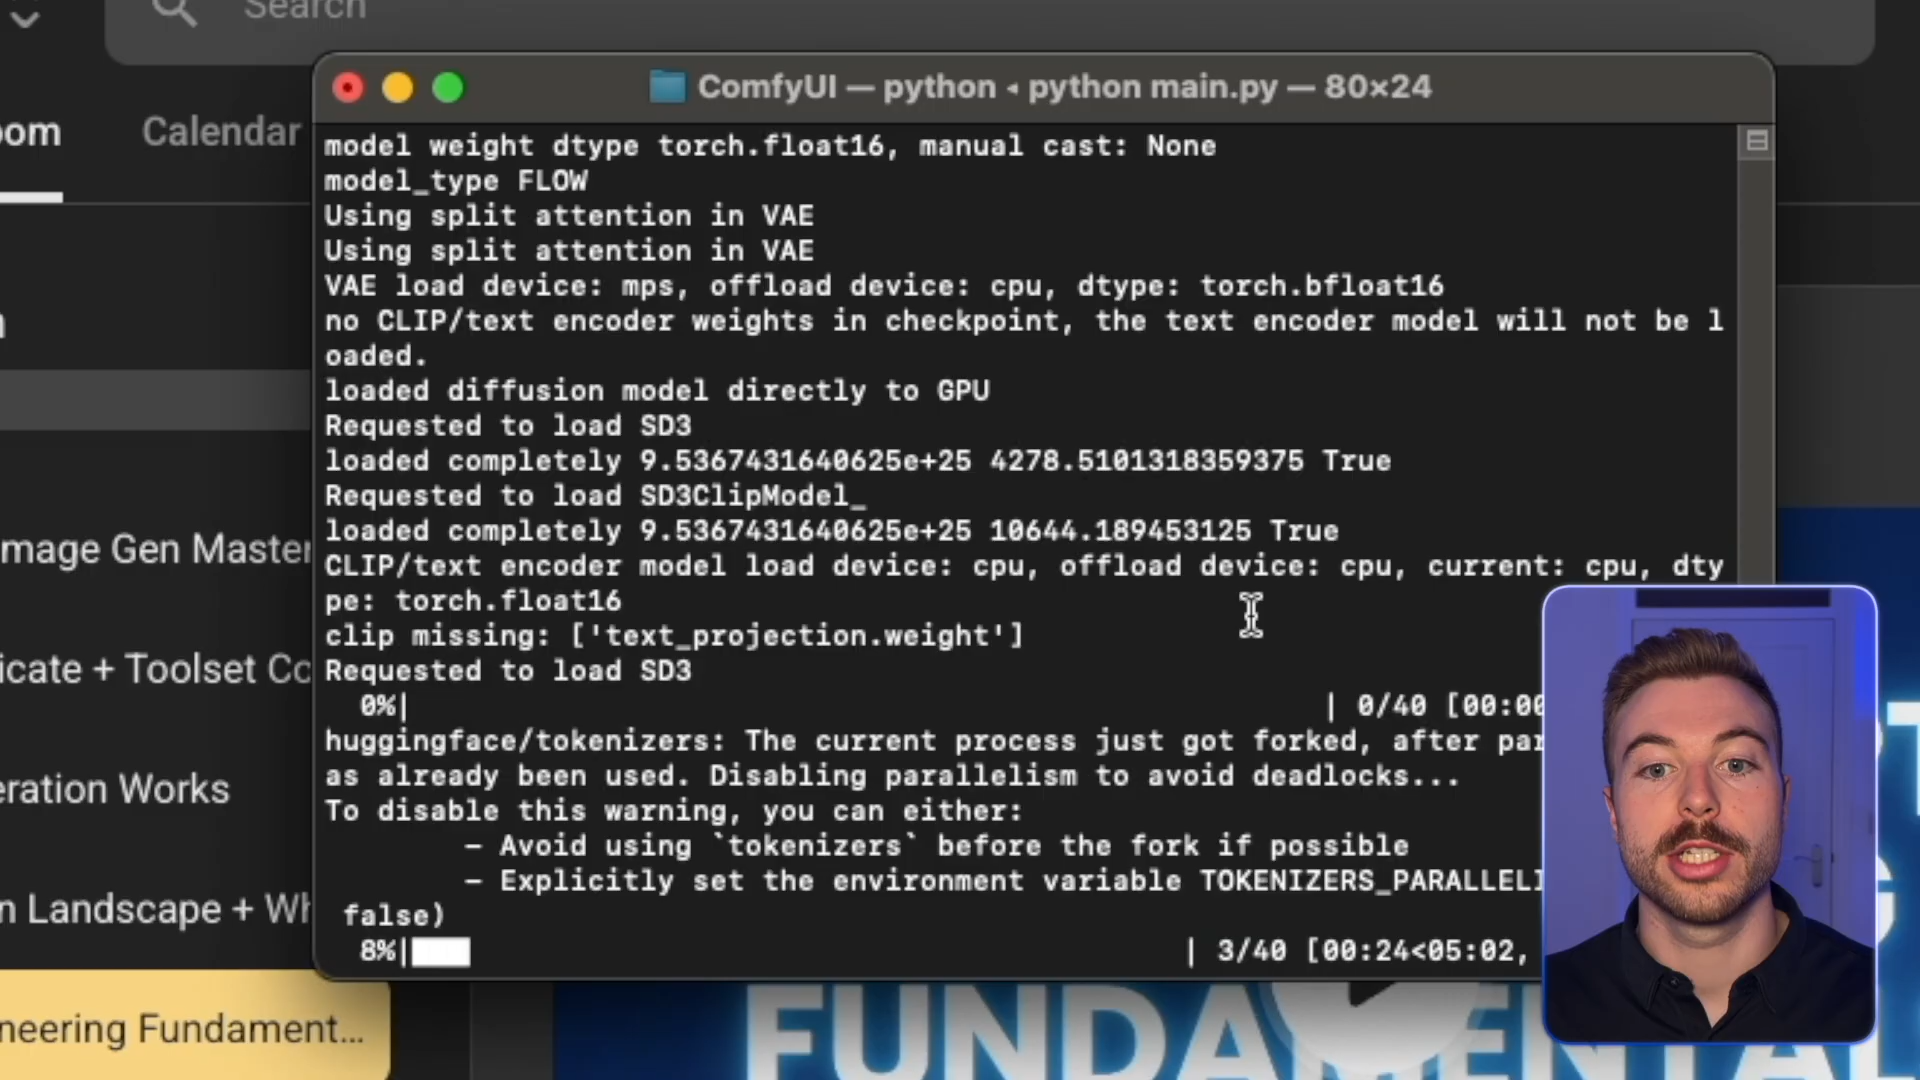 Search
Calendar
ComfyUI — python ◂ python main.py — 80×24
model weight dtype torch.float16, manual cast: None
model_type FLOW
Using split attention in VAE
Using split attention in VAE
VAE load device: mps, offload device: cpu, dtype: torch.bfloat16
no CLIP/text encoder weights in checkpoint, the text encoder model will not be l
oaded.
loaded diffusion model directly to GPU
Requested to load SD3
loaded completely 9.5367431640625e+25 4278.5101318359375 True
Requested to load SD3ClipModel_
loaded completely 9.5367431640625e+25 10644.189453125 True
CLIP/text encoder model load device: cpu, offload device: cpu, current: cpu, dty
pe: torch.float16
clip missing: ['text_projection.weight']
Requested to load SD3
0%| | 0/40 [00:00
huggingface/tokenizers: The current process just got forked, after par
as already been used. Disabling parallelism to avoid deadlocks...
To disable this warning, you can either:
- Avoid using `tokenizers` before the fork if possible
- Explicitly set the environment variable TOKENIZERS_PARALLELI
false)
8%| | 3/40 [00:24<05:02,
mage Gen Master
icate + Toolset Co
eration Works
n Landscape + Wh
neering Fundament...
FUNDAMENTAL